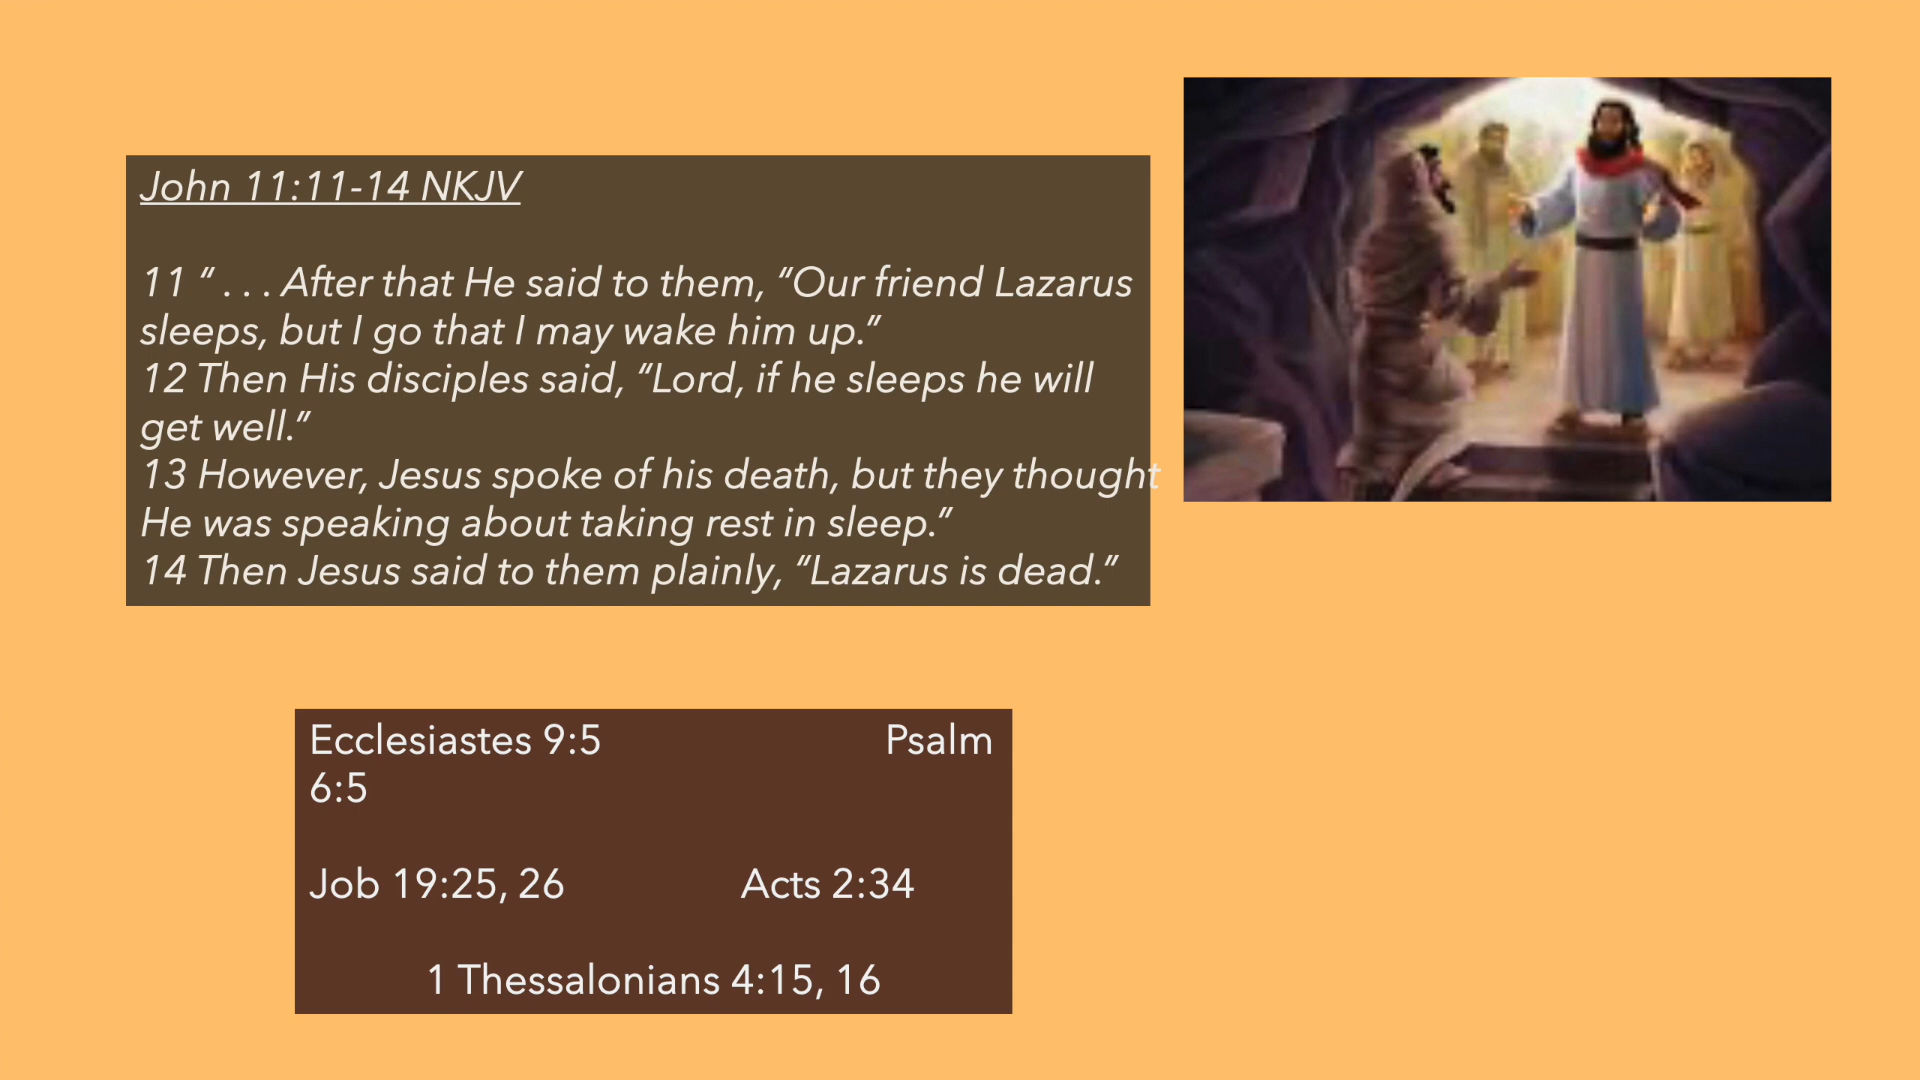 John 11:11-14 NKJV
11 “ . . . After that He said to them, “Our friend Lazarus
sleeps, but I go that I may wake him up.”
12 Then His disciples said, “Lord, if he sleeps he will
get well.”
13 However, Jesus spoke of his death, but they thought
He was speaking about taking rest in sleep.”
14 Then Jesus said to them plainly, “Lazarus is dead.”
Ecclesiastes 9:5 Psalm
6:5
Job 19:25, 26 Acts 2:34
1 Thessalonians 4:15, 16